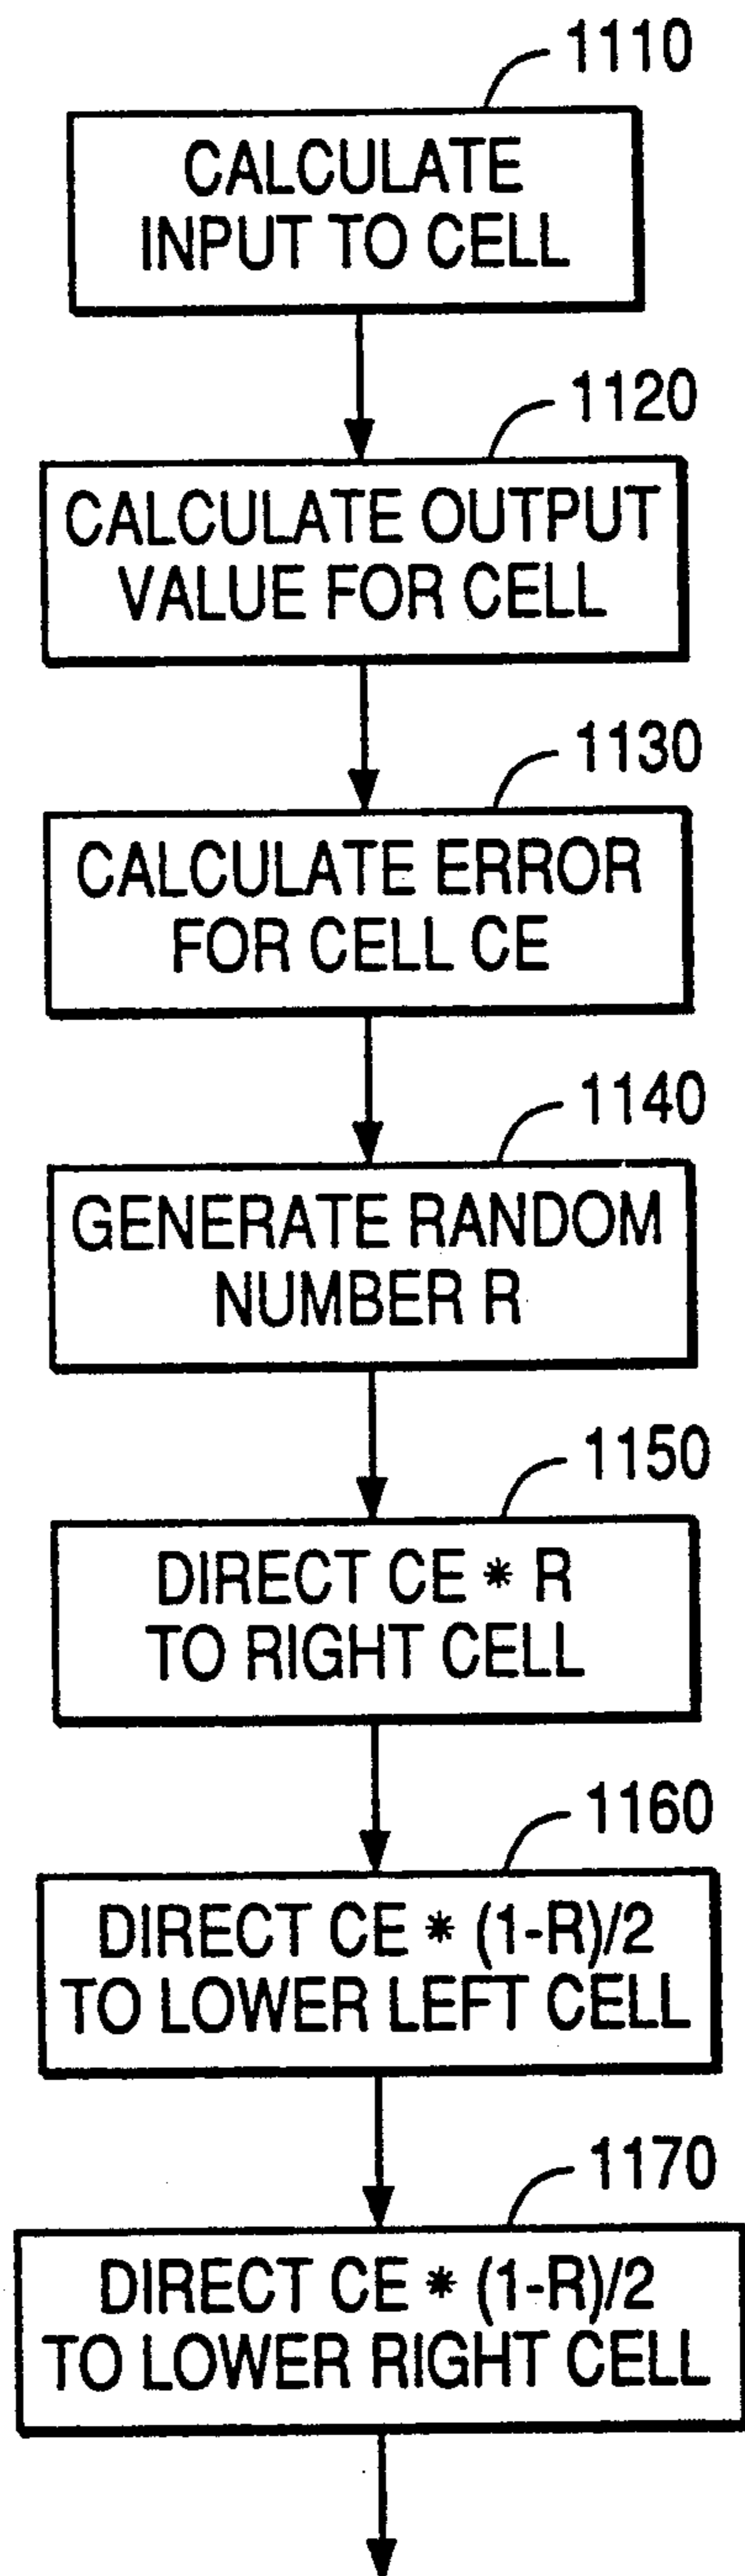 1110
CALCULATE
INPUT TO CELL
1120
CALCULATE OUTPUT
VALUE FOR CELL
1130
CALCULATE ERROR
FOR CELL CE
1140
GENERATE RANDOM
NUMBER R
1150
DIRECT CE * R
TO RIGHT CELL
1160
DIRECT CE * (1-R)/2
TO LOWER LEFT CELL
1170
DIRECT CE * (1-R)/2
TO LOWER RIGHT CELL